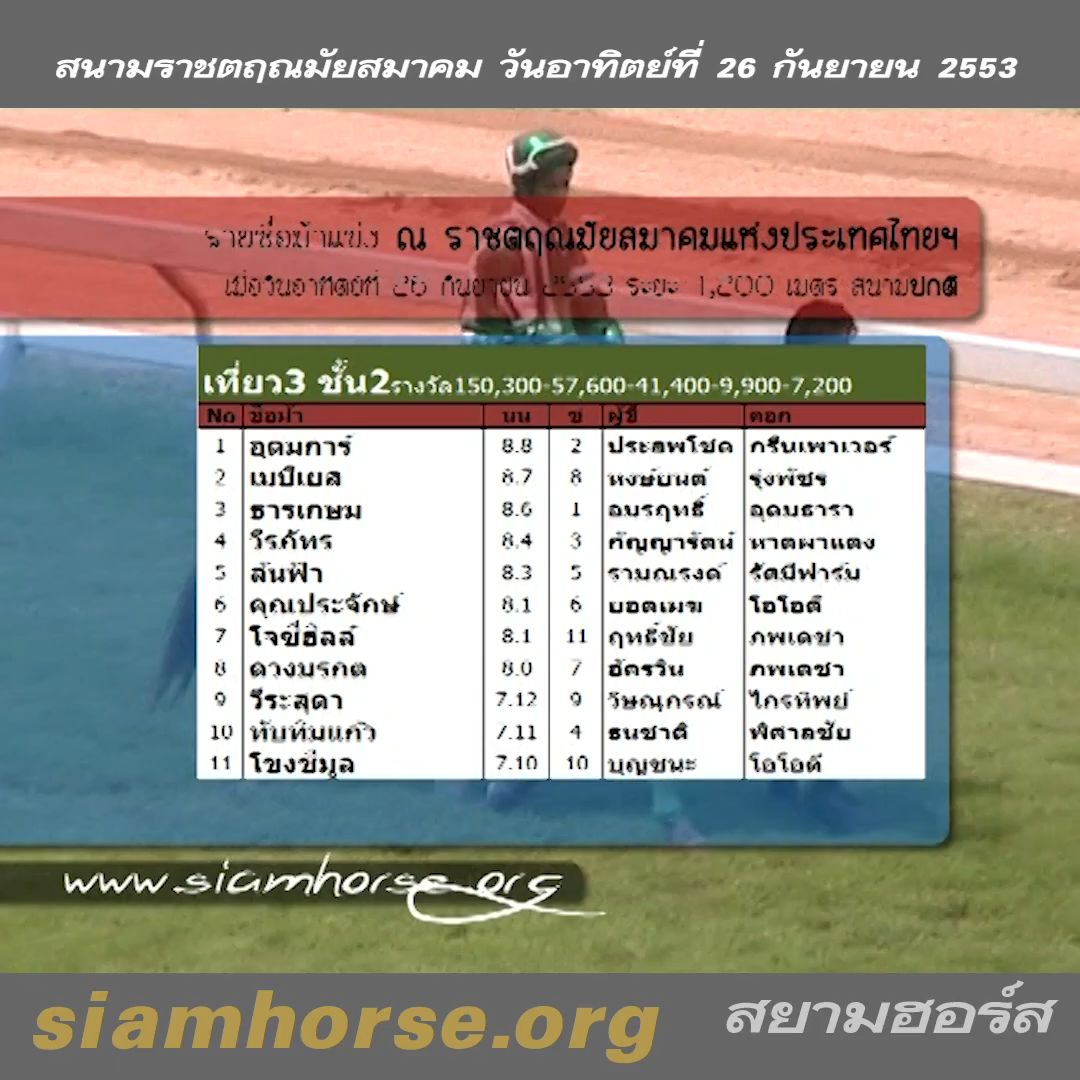 สนามราชตฤณมัยสมาคม วันอาทิตย์ที่ 26 กันยายน 2553
รายชื่อม้าแข่ง ณ ราชตฤณมัยสมาคมแห่งประเทศไทยฯ
เมื่อวันอาทิตย์ที่ 26 กันยายน 2553 ระยะ 1,200 เมตร สนามปกติ
เที่ยว3 ชั้น2รางวัล150,300-57,600-41,400-9,900-7,200
No ชื่อม้า นน ซ ผู้ขี่ คอก
1 อุดมการ์ 8.8 2 ประลพโชค กรีนเพาเวอร์
2 เมบีเยส 8.7 8 หงษ์ยนต์ รุ่งพัชร
3 ธารเกษม 8.6 1 อมรฤทธิ์ อุดมธารา
4 วีรภัทร 8.4 3 กัญญารัตน์ หาดผาแดง
5 ลั่นฟ้า 8.3 5 รามณรงค์ รัศมีฟาร์ม
6 คุณประจักษ์ 8.1 6 ยอดเมฆ โอโอดี
7 โจซี่ฮิลล์ 8.1 11 ฤทธิ์ชัย ภพเดชา
8 ดวงมรกต 8.0 7 ฮัตรวิน ภพเดชา
9 วีระสุดา 7.12 9 วิษณุกรณ์ ไกรทิพย์
10 ทับทิมแก้ว 7.11 4 ธนชาติ พิศาลชัย
11 โขงชีมูล 7.10 10 บุญชนะ โอโอดี
www.siamhorse.org
siamhorse.org สยามฮอร์ส